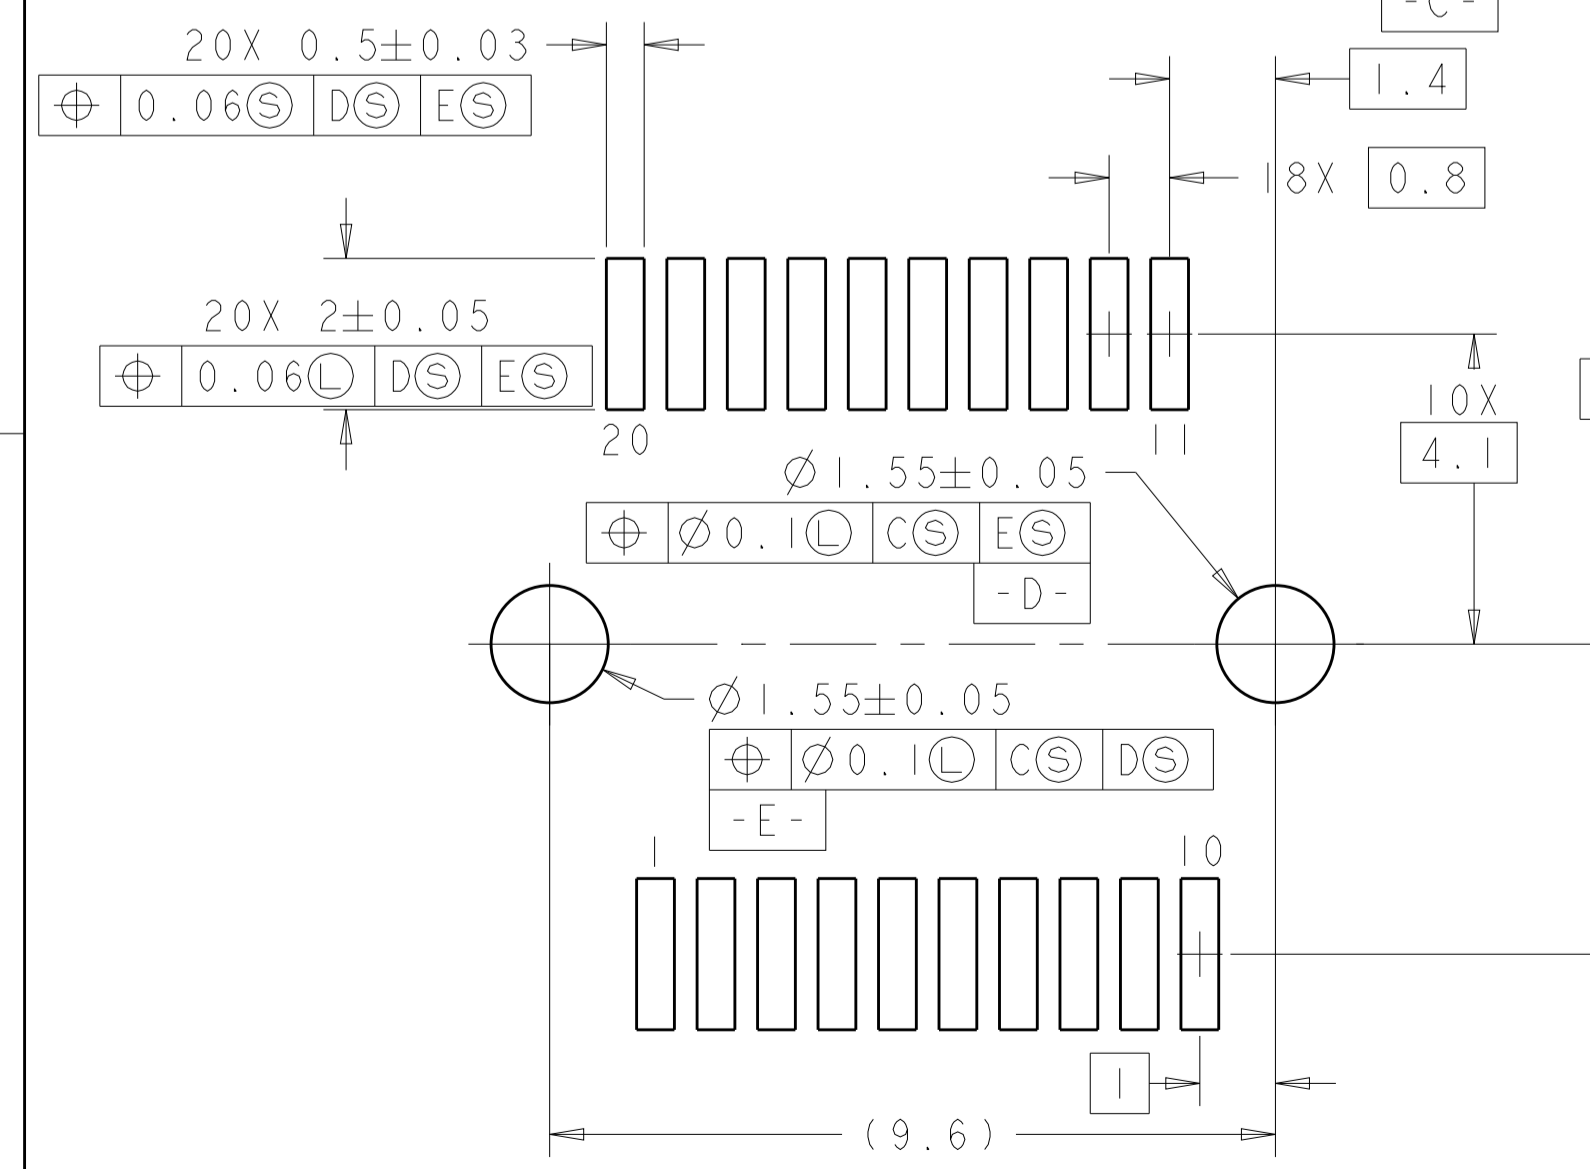 -C-
20X 0.5±0.03
⌖ 0.06Ⓢ DⓈ EⓈ
1.4
18X 0.8
20X 2±0.05
⌖ 0.06Ⓛ DⓈ EⓈ
10X
4.1
20 11
Ø1.55±0.05
⌖ Ø0.1Ⓛ CⓈ EⓈ
-D-
Ø1.55±0.05
⌖ Ø0.1Ⓛ CⓈ DⓈ
-E-
1 10
1
(9.6)